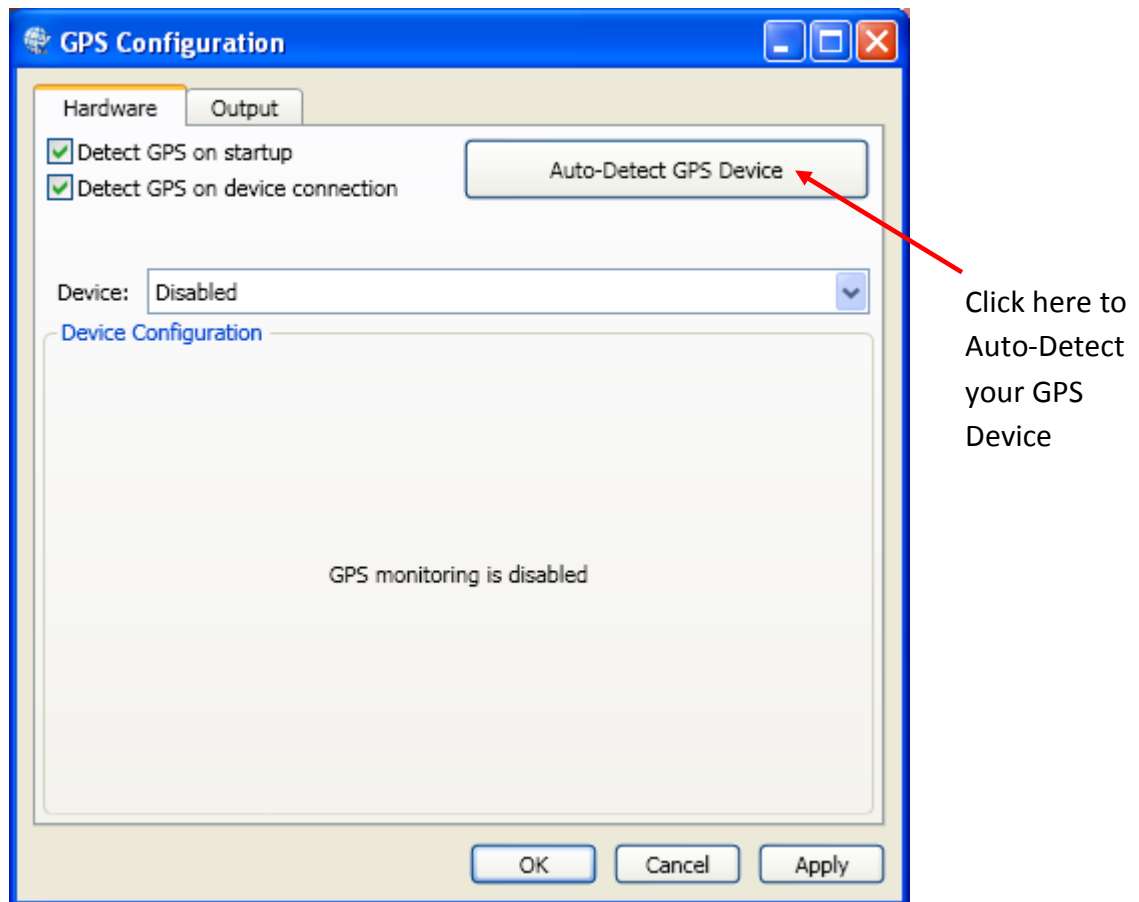 GPS Configuration
Hardware Output
Detect GPS on startup
Auto-Detect GPS Device
Detect GPS on device connection
Device: Disabled
Device Configuration
GPS monitoring is disabled
OK Cancel Apply
Click here to
Auto-Detect
your GPS
Device